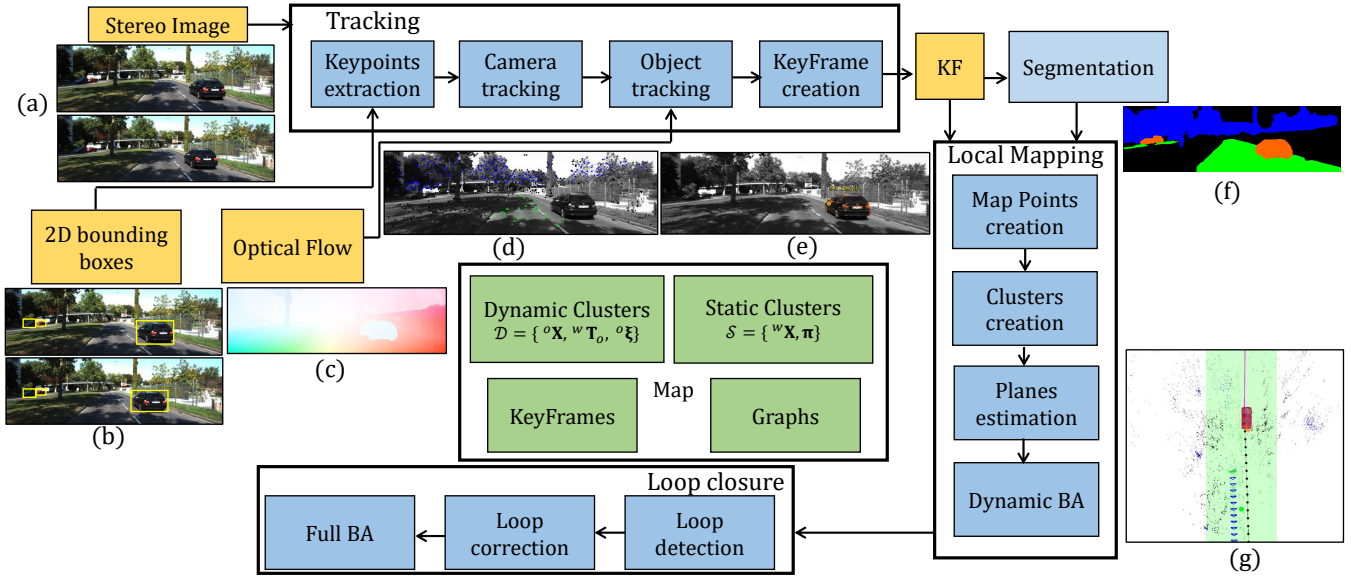 Stereo Image
Tracking
Keypoints
extraction
Camera
tracking
Object
tracking
KeyFrame
creation
KF
Segmentation
(a)
2D bounding
boxes
Optical Flow
(b)
(c)
(d)
(e)
(f)
Local Mapping
Map Points
creation
Clusters
creation
Planes
estimation
Dynamic BA
(g)
Dynamic Clusters
𝒟 = { ᵒX, ʷTₒ, ᵒξ}
Static Clusters
𝒮 = { ʷX, π}
Map
KeyFrames
Graphs
Loop closure
Full BA
Loop
correction
Loop
detection